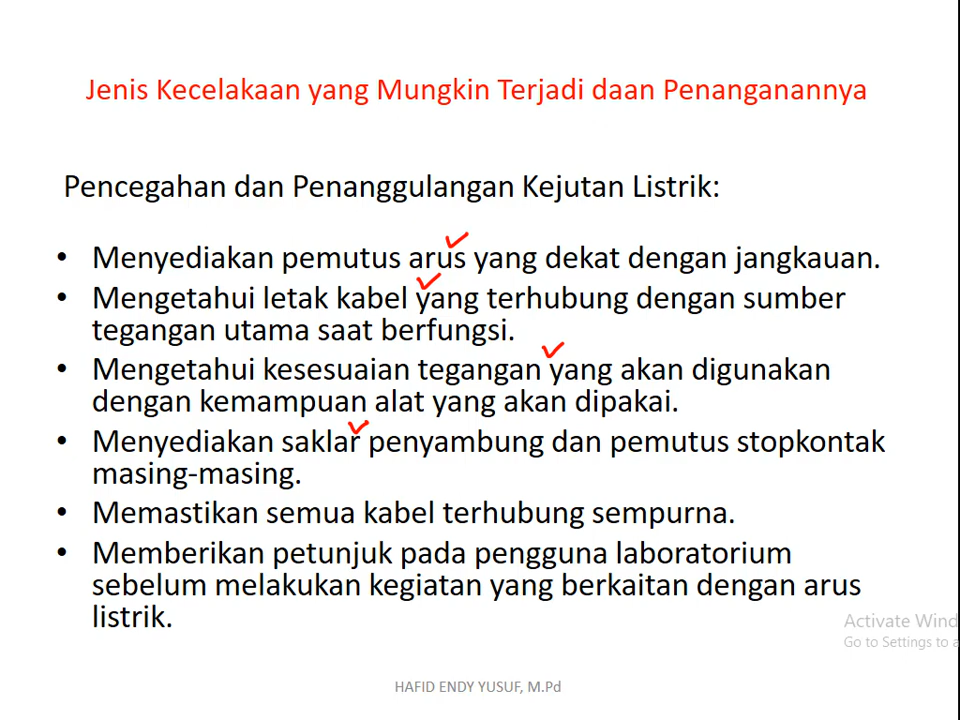 Jenis Kecelakaan yang Mungkin Terjadi daan Penanganannya
Pencegahan dan Penanggulangan Kejutan Listrik:
• Menyediakan pemutus arus yang dekat dengan jangkauan.
• Mengetahui letak kabel yang terhubung dengan sumber
tegangan utama saat berfungsi.
• Mengetahui kesesuaian tegangan yang akan digunakan
dengan kemampuan alat yang akan dipakai.
• Menyediakan saklar penyambung dan pemutus stopkontak
masing-masing.
• Memastikan semua kabel terhubung sempurna.
• Memberikan petunjuk pada pengguna laboratorium
sebelum melakukan kegiatan yang berkaitan dengan arus
listrik.
Activate Wind
Go to Settings to a
HAFID ENDY YUSUF, M.Pd